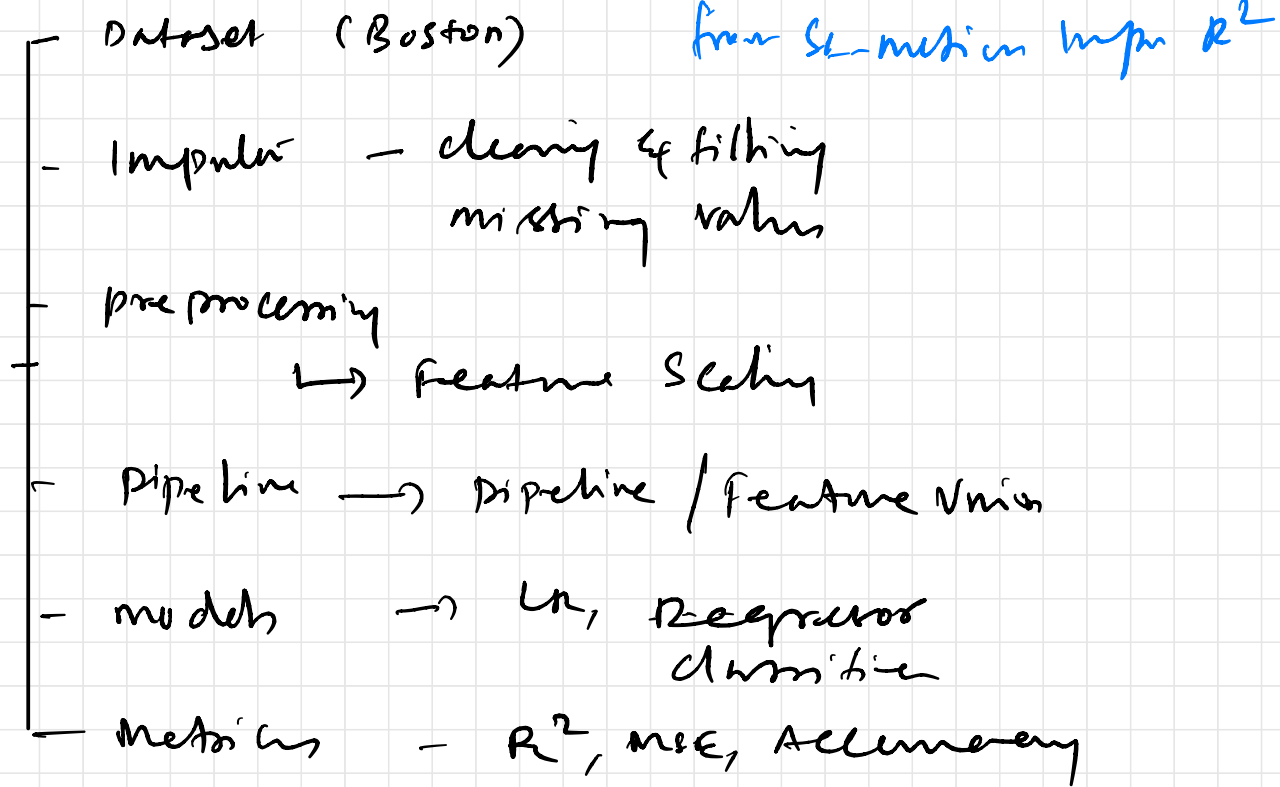 Dataset (Boston) from sk_metrics import R²
Imputer - cleaning & filling
missing values
preprocessing
↳ Feature Scaling
Pipeline → Pipeline / Feature Union
models → LR, Regressor
classifier
Metrics - R², MSE, Accuracy